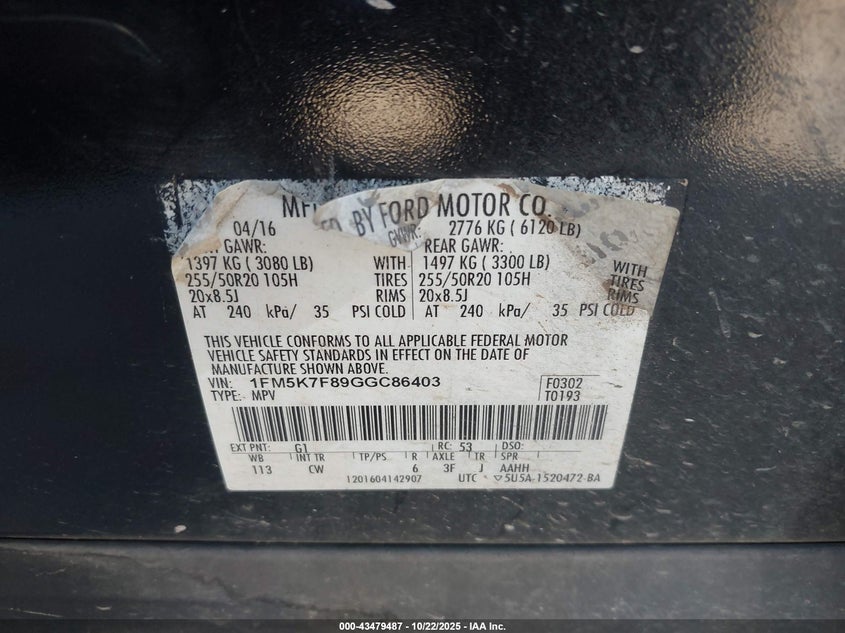 MF BY FORD MOTOR CO.
04/16 GVWR: 2776 KG ( 6120 LB)
GAWR: REAR GAWR:
1397 KG ( 3080 LB) WITH 1497 KG ( 3300 LB) WITH
255/50R20 105H TIRES 255/50R20 105H TIRES
20x8.5J RIMS 20x8.5J RIMS
AT 240 kPa/ 35 PSI COLD AT 240 kPa/ 35 PSI COLD
THIS VEHICLE CONFORMS TO ALL APPLICABLE FEDERAL MOTOR
VEHICLE SAFETY STANDARDS IN EFFECT ON THE DATE OF
MANUFACTURE SHOWN ABOVE.
VIN: 1FM5K7F89GGC86403 F0302
TYPE: MPV T0193
EXT PNT: G1 RC: 53 DSO:
WB INT TR TP/PS R AXLE TR SPR
113 CW 6 3F J AAHH
1201604142907 UTC ▽5U5A-1520472-BA
000-43479487 - 10/22/2025 - IAA Inc.